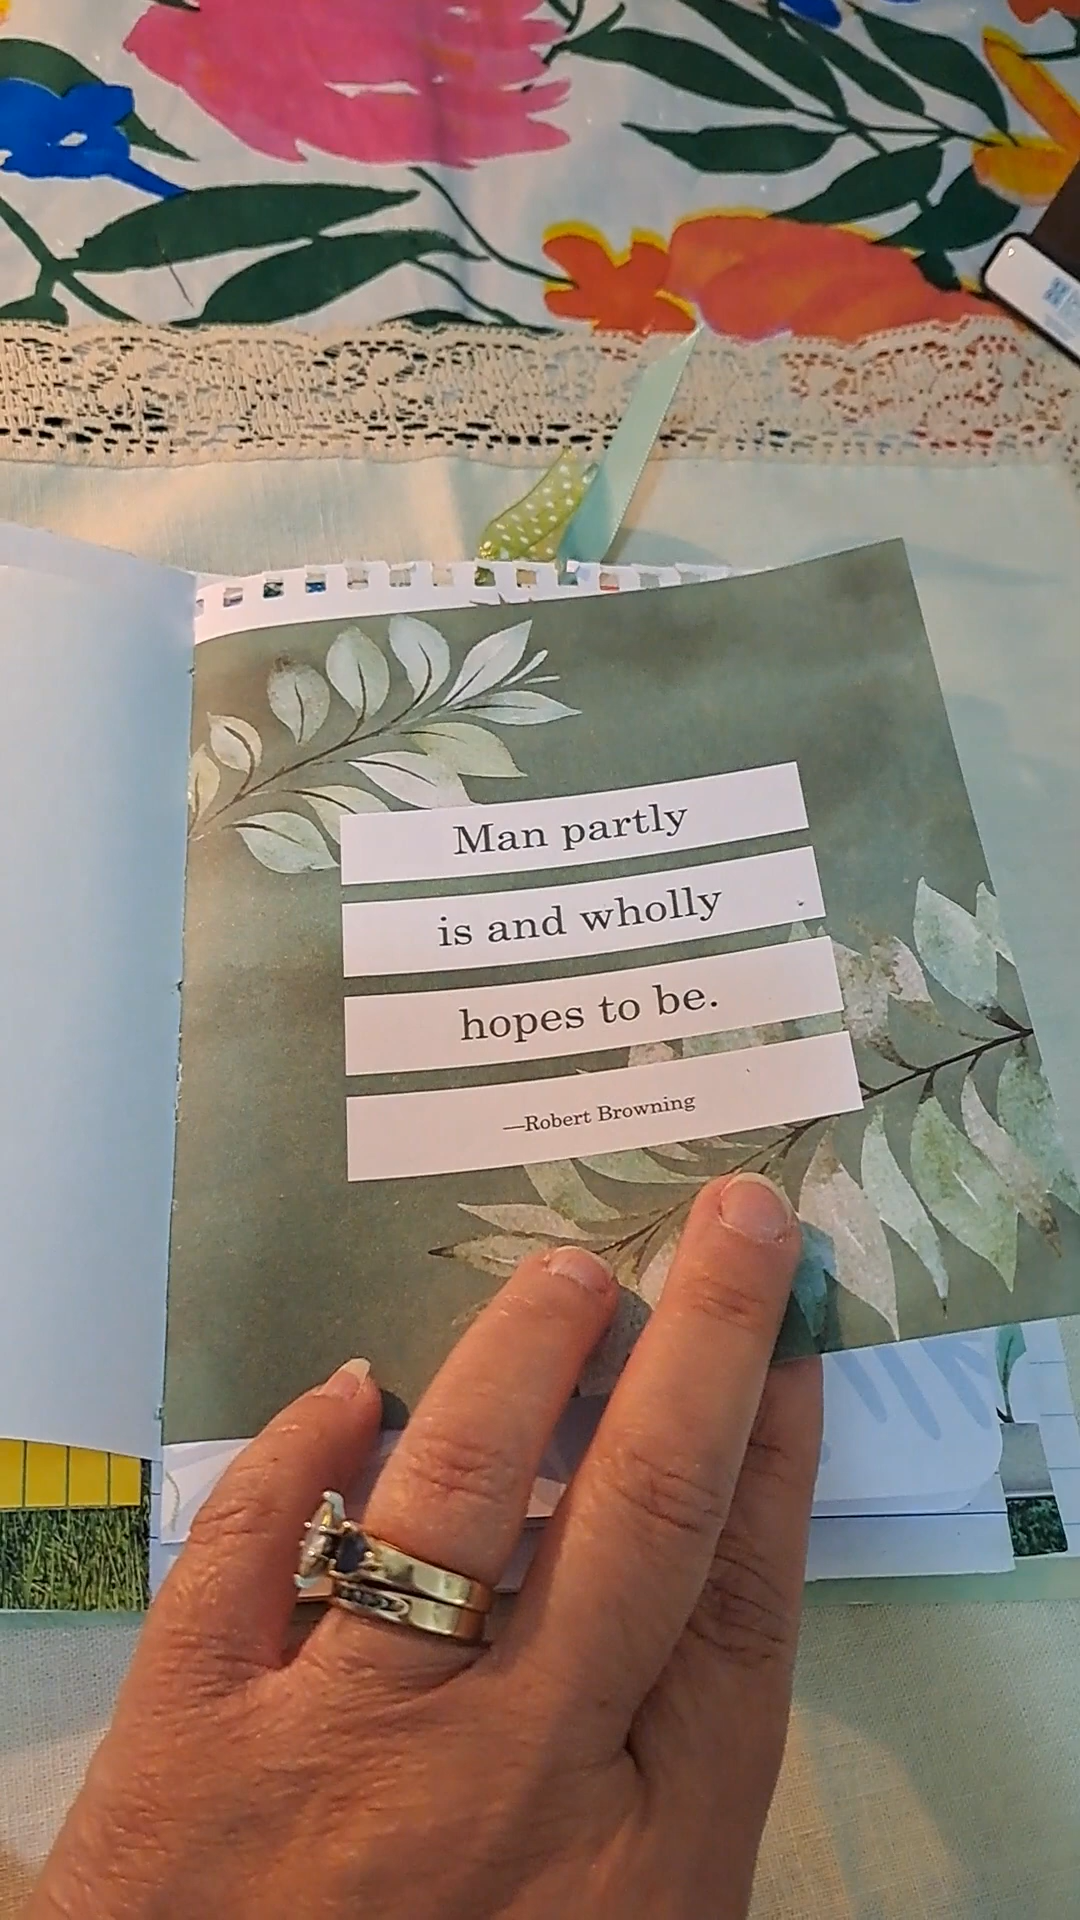 Man partly
is and wholly
hopes to be.
—Robert Browning